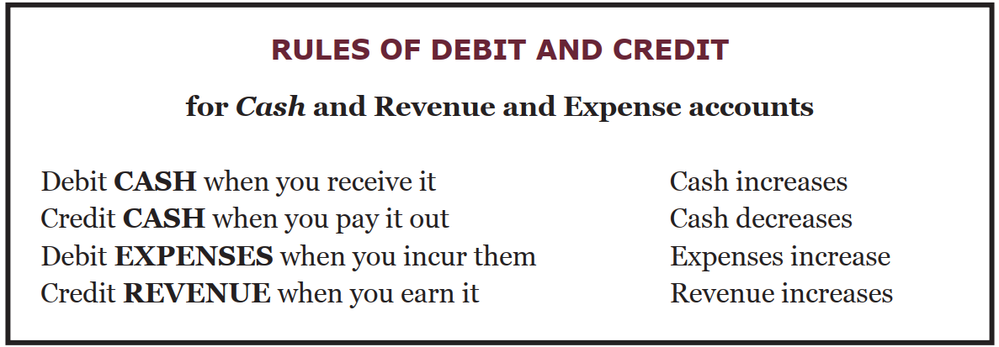 RULES OF DEBIT AND CREDIT
for Cash and Revenue and Expense accounts
Debit CASH when you receive it Cash increases
Credit CASH when you pay it out Cash decreases
Debit EXPENSES when you incur them Expenses increase
Credit REVENUE when you earn it Revenue increases